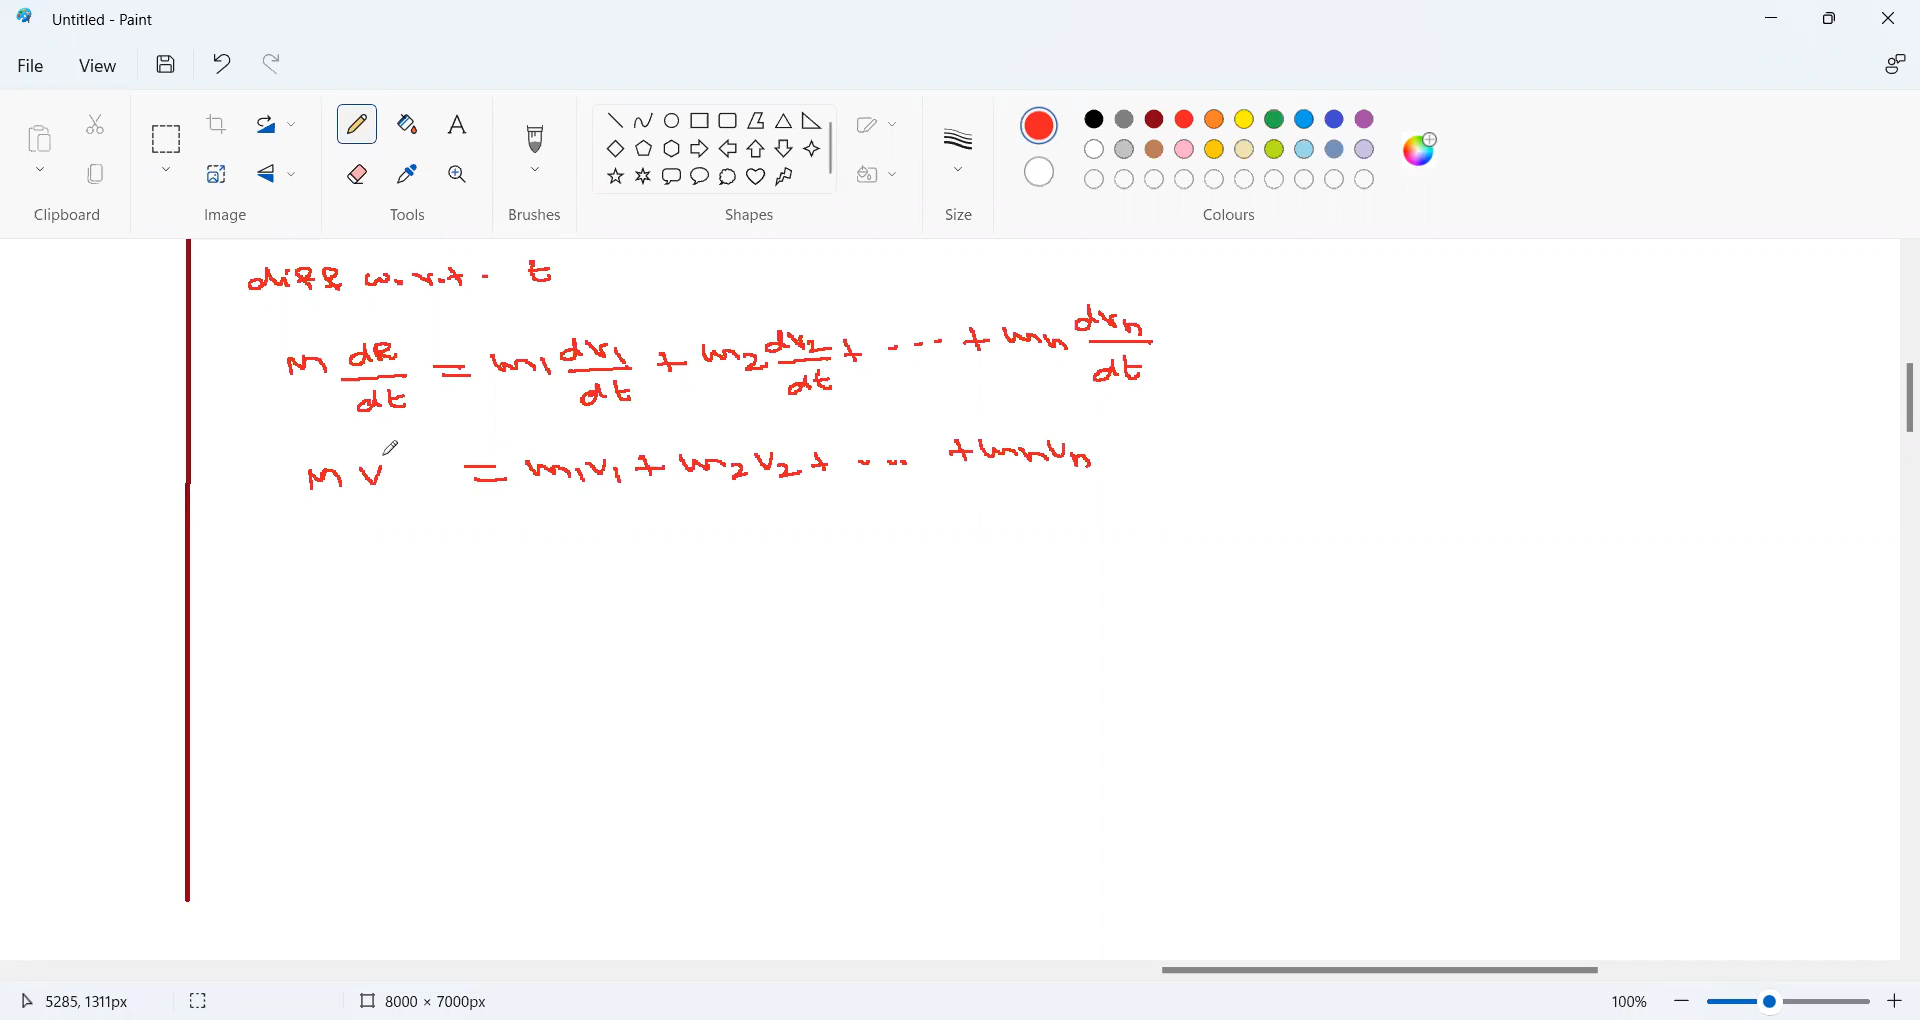 Untitled - Paint
File View
Clipboard Image Tools Brushes Shapes Size Colours
diff w.r.t. t
M dR/dt = m1 dr1/dt + m2 dr2/dt + ... + mn drn/dt
M V = m1v1 + m2v2 + ... + mnvn
5285, 1311px 8000 × 7000px 100%